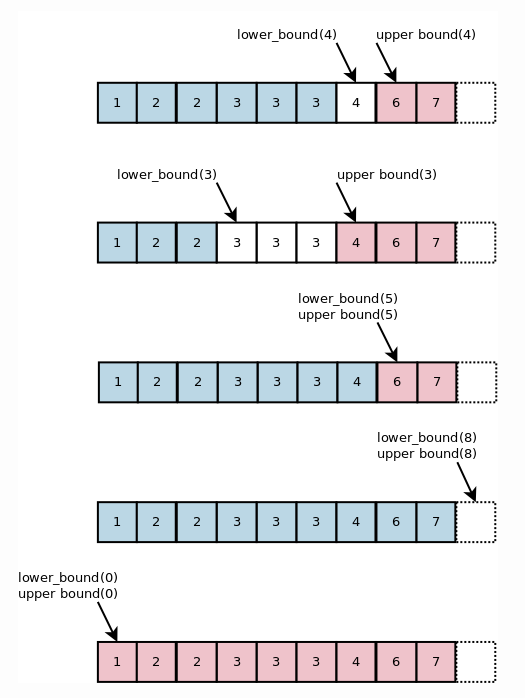 lower_bound(4) upper bound(4)
1 2 2 3 3 3 4 6 7
lower_bound(3) upper bound(3)
1 2 2 3 3 3 4 6 7
lower_bound(5)
upper bound(5)
1 2 2 3 3 3 4 6 7
lower_bound(8)
upper bound(8)
1 2 2 3 3 3 4 6 7
lower_bound(0)
upper bound(0)
1 2 2 3 3 3 4 6 7